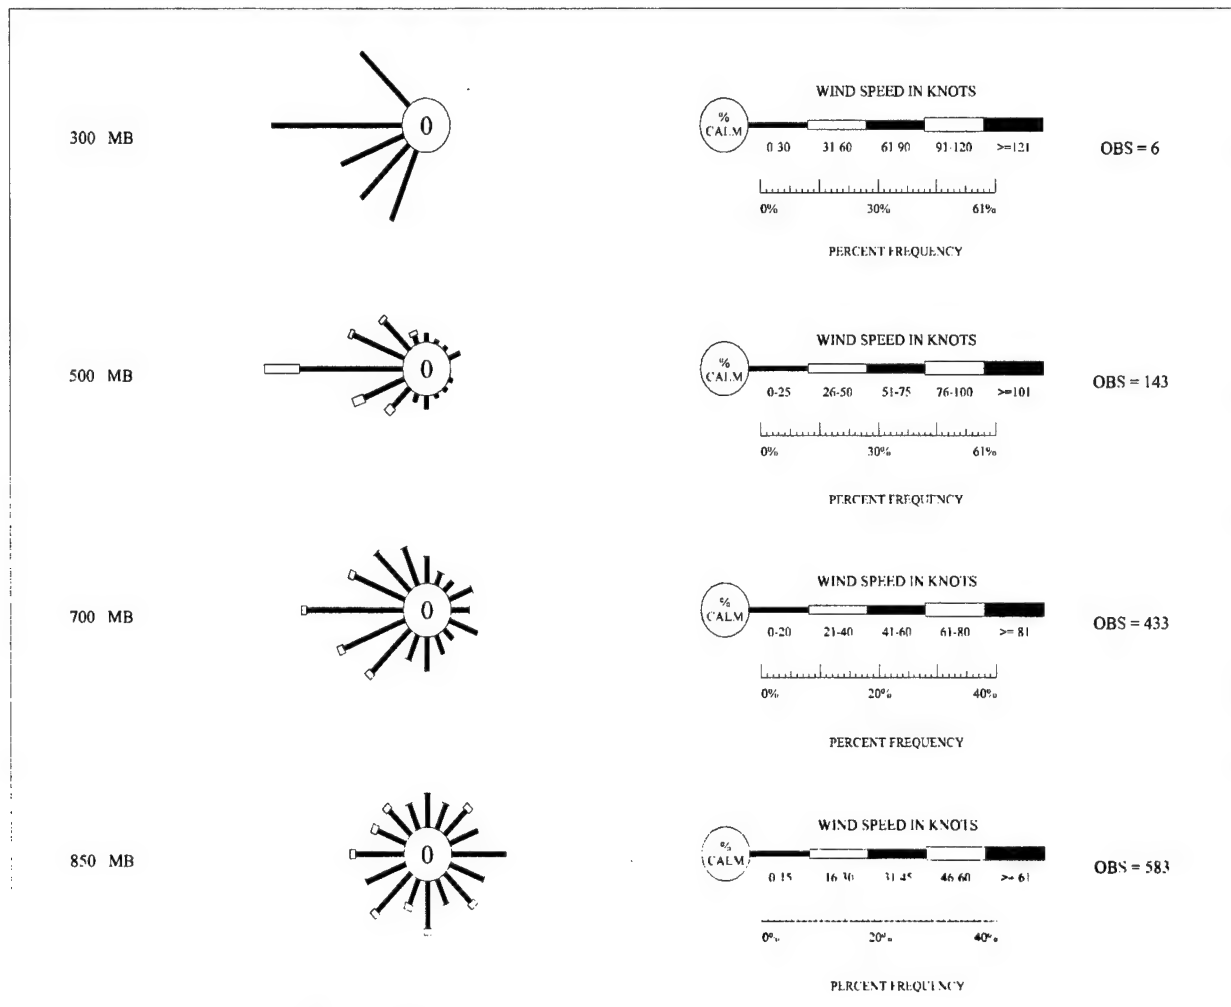 WIND SPEED IN KNOTS
300 MB
0
% CALM
0-30 31-60 61-90 91-120 >=121
OBS = 6
0% 30% 61%
PERCENT FREQUENCY
WIND SPEED IN KNOTS
500 MB
0
% CALM
0-25 26-50 51-75 76-100 >=101
OBS = 143
0% 30% 61%
PERCENT FREQUENCY
WIND SPEED IN KNOTS
700 MB
0
% CALM
0-20 21-40 41-60 61-80 >= 81
OBS = 433
0% 20% 40%
PERCENT FREQUENCY
WIND SPEED IN KNOTS
850 MB
0
% CALM
0-15 16-30 31-45 46-60 >= 61
OBS = 583
0% 20% 40%
PERCENT FREQUENCY